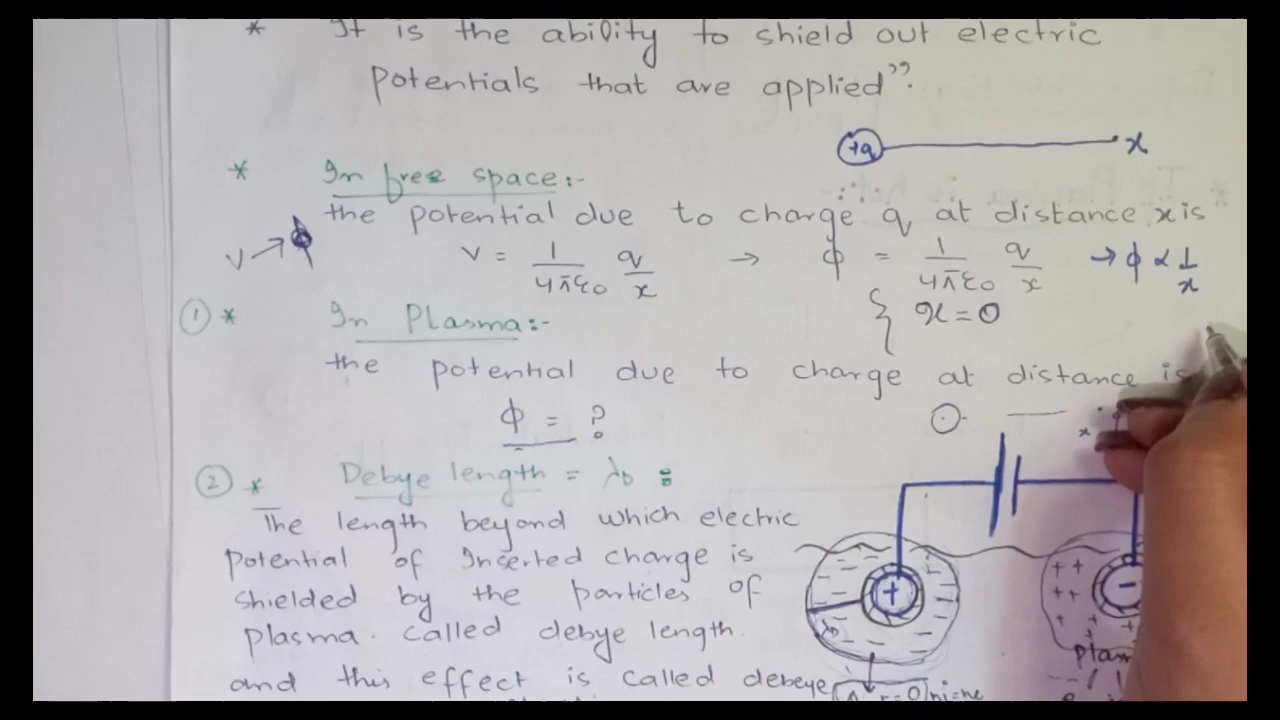 * It is the ability to shield out electric
potentials that are applied”.
+q x
* In free space:-
the potential due to charge q at distance x is
V → ϕ
V = 1/4πε0 q/x → ϕ = 1/4πε0 q/x → ϕ ∝ 1/x
{ x = 0
① * In Plasma:-
the potential due to charge at distance is
ϕ = ?
x
② * Debye length = λD :
The length beyond which electric
potential of Inserted charge is
shielded by the particles of
plasma. called debye length.
and this effect is called debeye
+
−
λD
+ +
+ +
+ + +